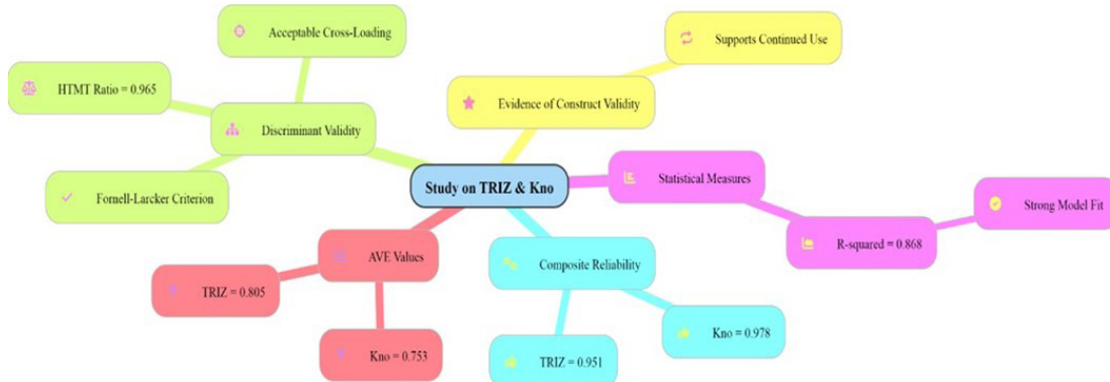 Acceptable Cross-Loading
Supports Continued Use
HTMT Ratio = 0.965
Evidence of Construct Validity
Discriminant Validity
Study on TRIZ & Kno
Statistical Measures
Fornell-Larcker Criterion
Strong Model Fit
R-squared = 0.868
AVE Values
Composite Reliability
TRIZ = 0.805
Kno = 0.978
Kno = 0.753
TRIZ = 0.951